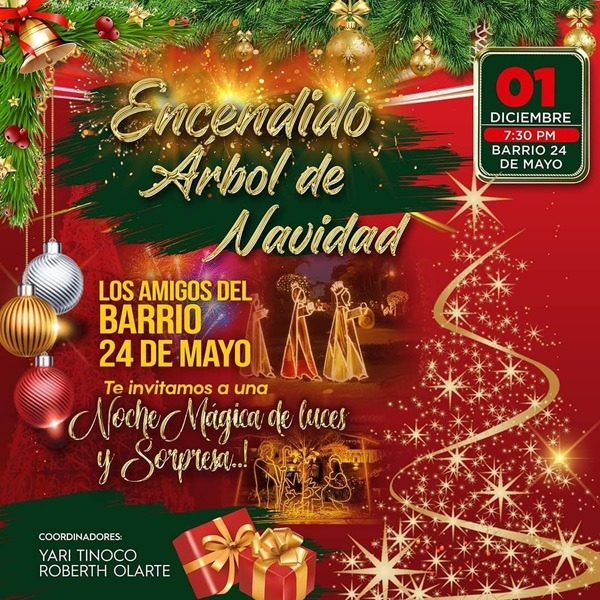 Encendido
Árbol de
Navidad
01
DICIEMBRE
7:30 PM
BARRIO 24
DE MAYO
LOS AMIGOS DEL
BARRIO
24 DE MAYO
Te invitamos a una
Noche Mágica de luces
y Sorpresa..!
COORDINADORES:
YARI TINOCO
ROBERTH OLARTE